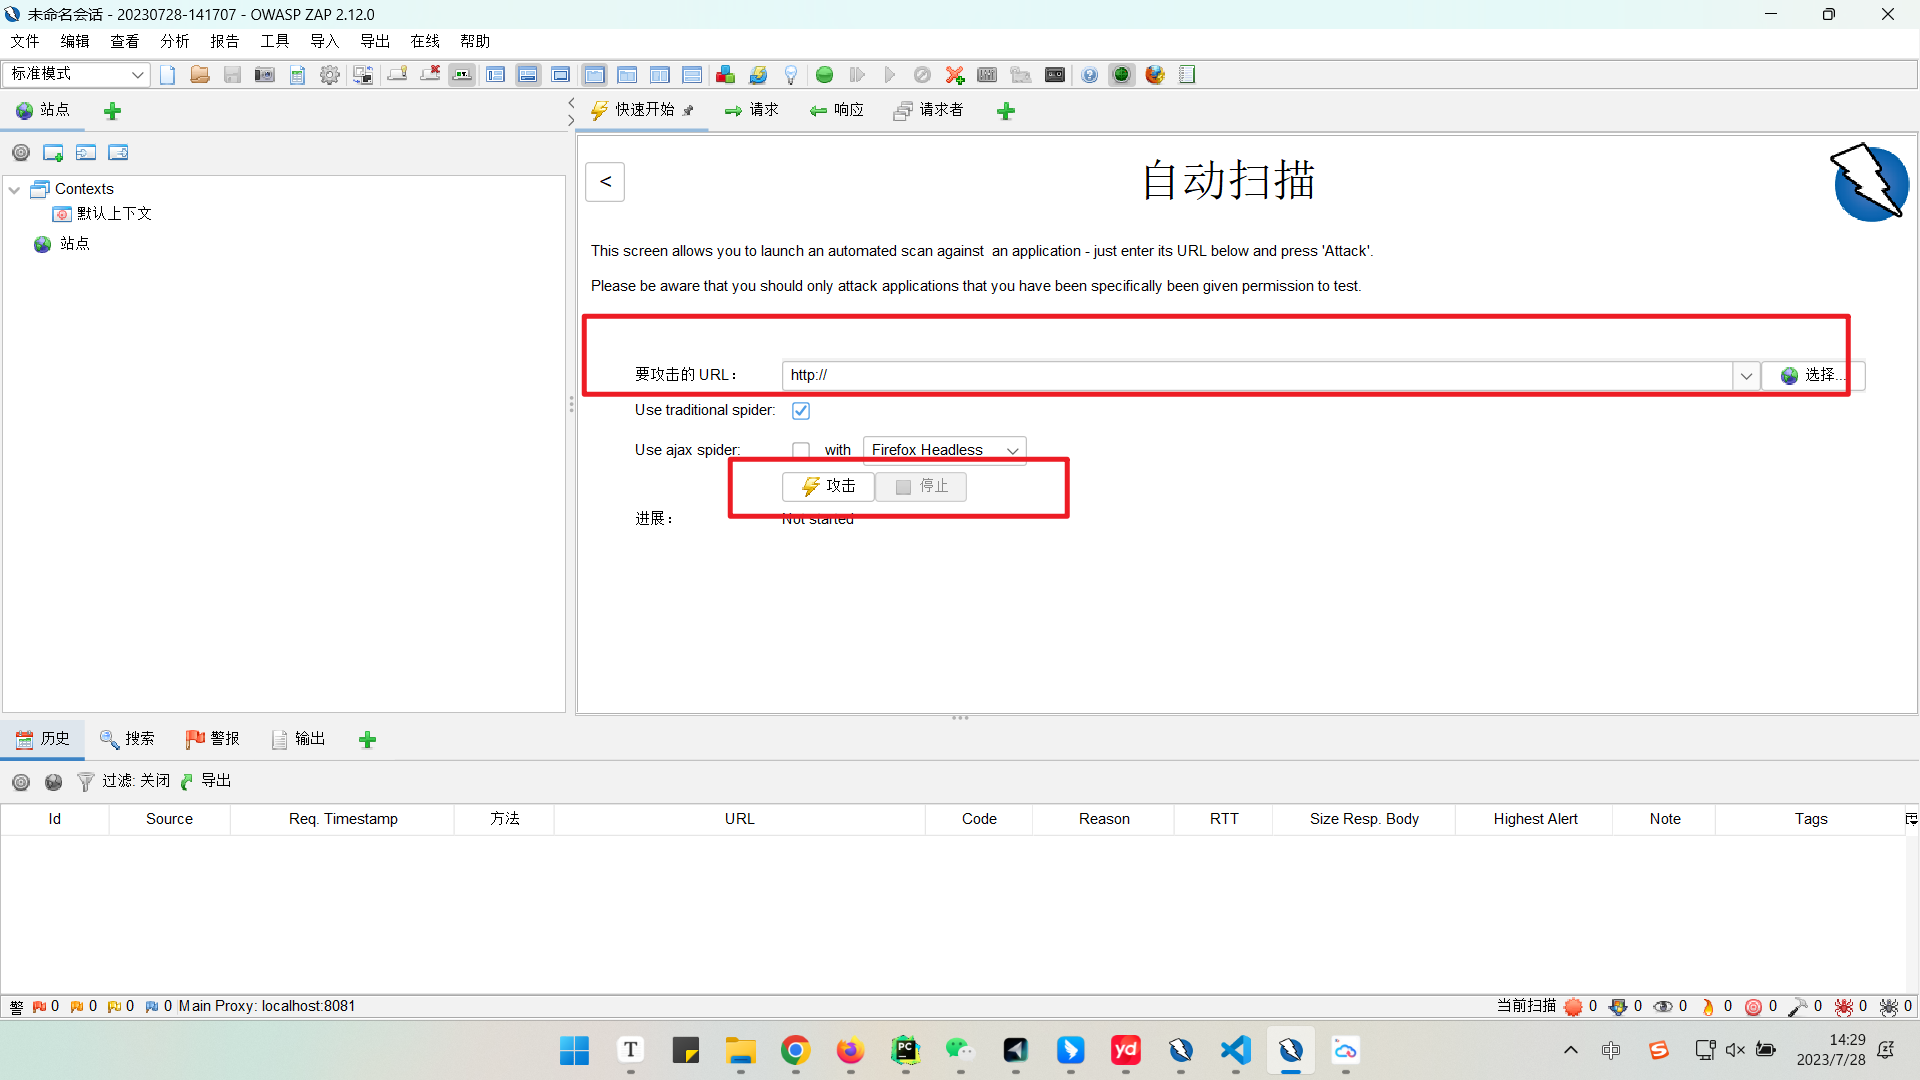 未命名会话 - 20230728-141707 - OWASP ZAP 2.12.0
文件 编辑 查看 分析 报告 工具 导入 导出 在线 帮助
标准模式
站点
快速开始 请求 响应 请求者
Contexts
默认上下文
站点
<
自动扫描
This screen allows you to launch an automated scan against  an application - just enter its URL below and press 'Attack'.
Please be aware that you should only attack applications that you have been specifically been given permission to test.
要攻击的 URL： http:// 选择...
Use traditional spider:
Use ajax spider: with Firefox Headless
攻击 停止
进展： Not started
历史 搜索 警报 输出
过滤: 关闭 导出
Id Source Req. Timestamp 方法 URL Code Reason RTT Size Resp. Body Highest Alert Note Tags
警 0 0 0 0 Main Proxy: localhost:8081 当前扫描 0 0 0 0 0 0 0 0
T PC yd 中 S 14:29
2023/7/28